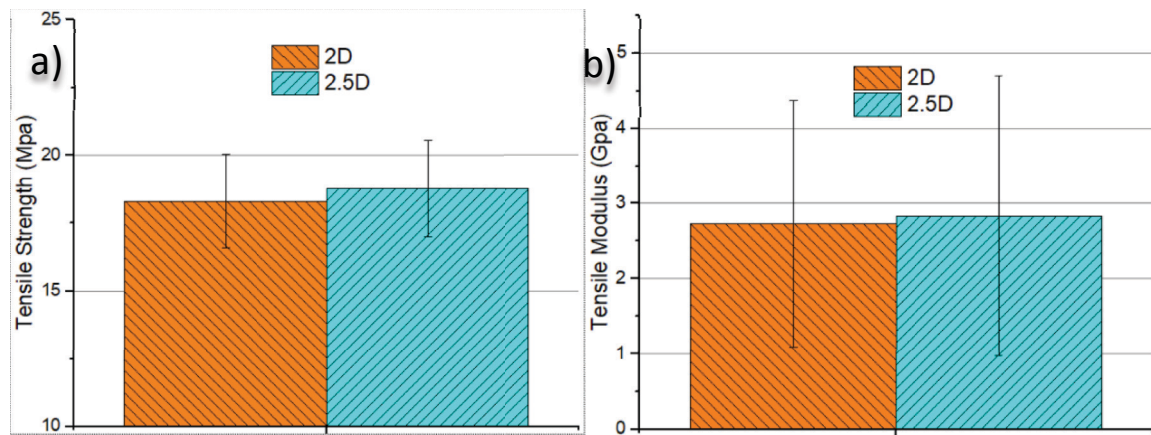 a)
25
20
15
10
Tensile Strength (Mpa)
2D
2.5D
b)
5
4
3
2
1
0
Tensile Modulus (Gpa)
2D
2.5D